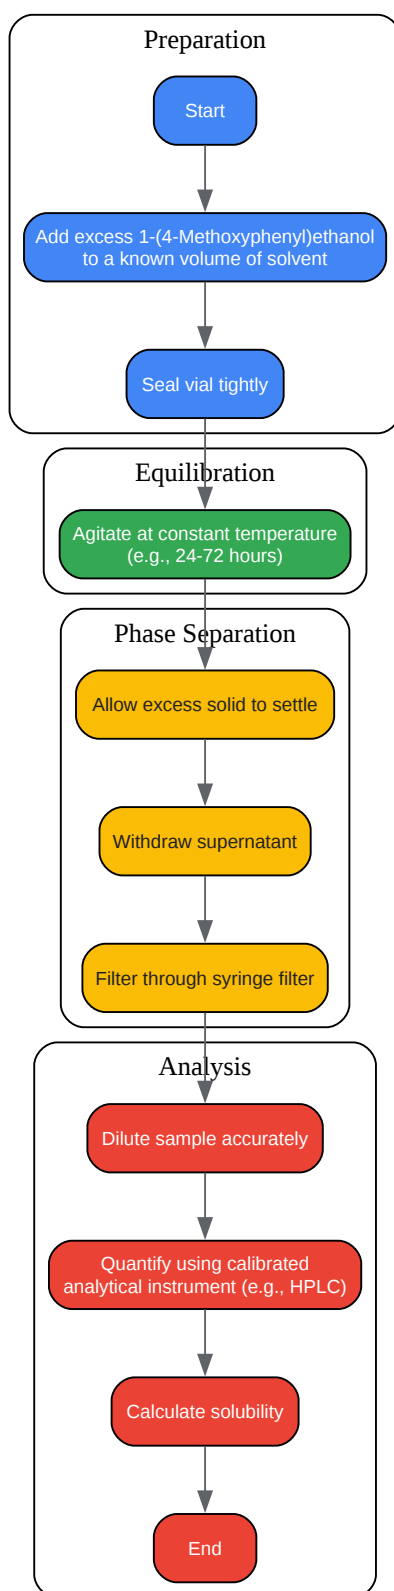 Preparation
Start
Add excess 1-(4-Methoxyphenyl)ethanol
to a known volume of solvent
Seal vial tightly
Equilibration
Agitate at constant temperature
(e.g., 24-72 hours)
Phase Separation
Allow excess solid to settle
Withdraw supernatant
Filter through syringe filter
Analysis
Dilute sample accurately
Quantify using calibrated
analytical instrument (e.g., HPLC)
Calculate solubility
End